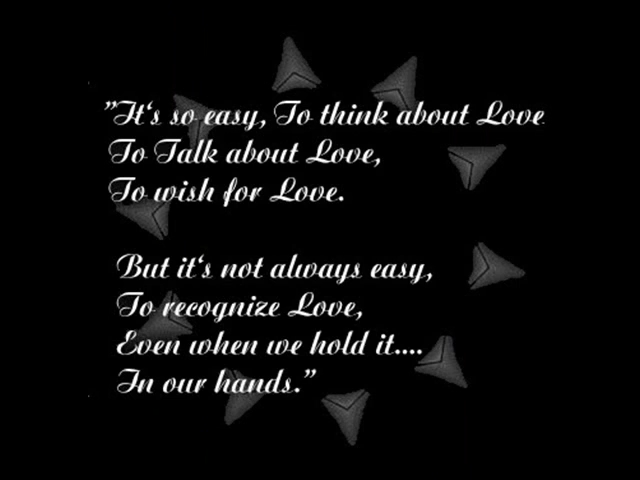 "It's so easy, To think about Love
To Talk about Love,
To wish for Love.
But it's not always easy,
To recognize Love,
Even when we hold it....
In our hands."